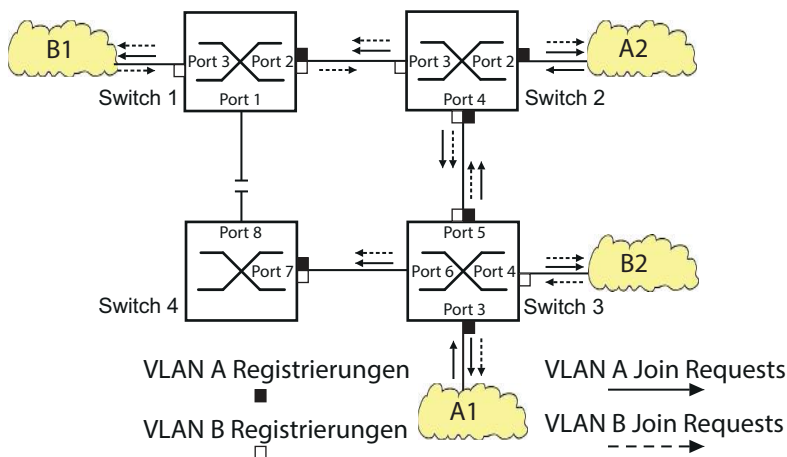 B1
Port 3
Port 2
Port 1
Switch 1
Port 3
Port 2
Port 4
Switch 2
A2
Port 8
Port 7
Switch 4
Port 5
Port 6
Port 4
Port 3
Switch 3
B2
A1
VLAN A Registrierungen
VLAN B Registrierungen
VLAN A Join Requests
VLAN B Join Requests